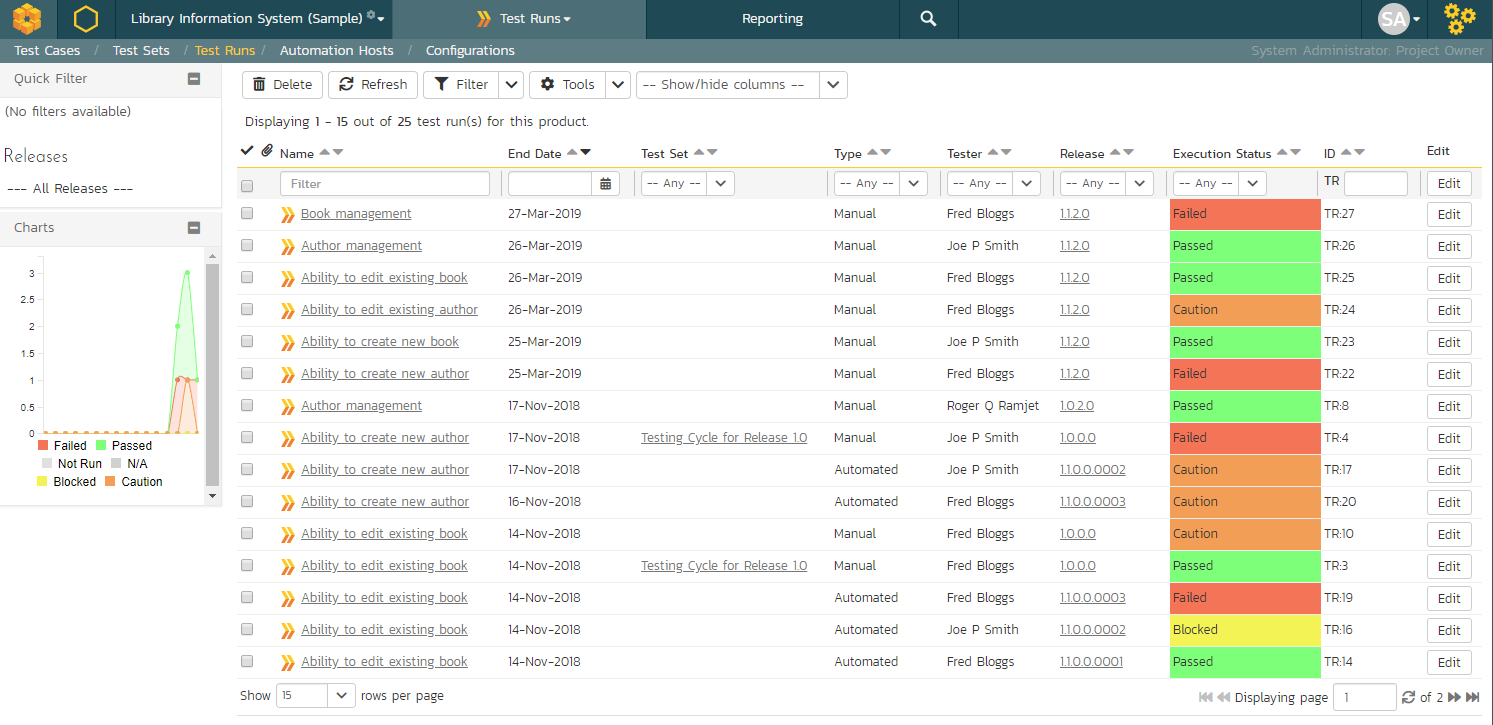 Library Information System (Sample) Test Runs Reporting SA
Test Cases / Test Sets / Test Runs / Automation Hosts / Configurations System Administrator: Project Owner
Quick Filter
(No filters available)
Releases
--- All Releases ---
Charts
3
2.5
2
1.5
1
0.5
0
Failed Passed
Not Run N/A
Blocked Caution
Delete Refresh Filter Tools -- Show/hide columns --
Displaying 1 - 15 out of 25 test run(s) for this product.
Name End Date Test Set Type Tester Release Execution Status ID Edit
Filter -- Any -- -- Any -- -- Any -- -- Any -- -- Any -- TR Edit
Book management 27-Mar-2019 Manual Fred Bloggs 1.1.2.0 Failed TR:27 Edit
Author management 26-Mar-2019 Manual Joe P Smith 1.1.2.0 Passed TR:26 Edit
Ability to edit existing book 26-Mar-2019 Manual Fred Bloggs 1.1.2.0 Passed TR:25 Edit
Ability to edit existing author 26-Mar-2019 Manual Fred Bloggs 1.1.2.0 Caution TR:24 Edit
Ability to create new book 25-Mar-2019 Manual Joe P Smith 1.1.2.0 Passed TR:23 Edit
Ability to create new author 25-Mar-2019 Manual Fred Bloggs 1.1.2.0 Failed TR:22 Edit
Author management 17-Nov-2018 Manual Roger Q Ramjet 1.0.2.0 Passed TR:8 Edit
Ability to create new author 17-Nov-2018 Testing Cycle for Release 1.0 Manual Joe P Smith 1.0.0.0 Failed TR:4 Edit
Ability to create new author 17-Nov-2018 Automated Joe P Smith 1.1.0.0.0002 Caution TR:17 Edit
Ability to create new author 16-Nov-2018 Automated Fred Bloggs 1.1.0.0.0003 Caution TR:20 Edit
Ability to edit existing book 14-Nov-2018 Manual Fred Bloggs 1.0.0.0 Caution TR:10 Edit
Ability to edit existing book 14-Nov-2018 Testing Cycle for Release 1.0 Manual Fred Bloggs 1.0.0.0 Passed TR:3 Edit
Ability to edit existing book 14-Nov-2018 Automated Fred Bloggs 1.1.0.0.0003 Failed TR:19 Edit
Ability to edit existing book 14-Nov-2018 Automated Joe P Smith 1.1.0.0.0002 Blocked TR:16 Edit
Ability to edit existing book 14-Nov-2018 Automated Fred Bloggs 1.1.0.0.0001 Passed TR:14 Edit
Show 15 rows per page Displaying page 1 of 2